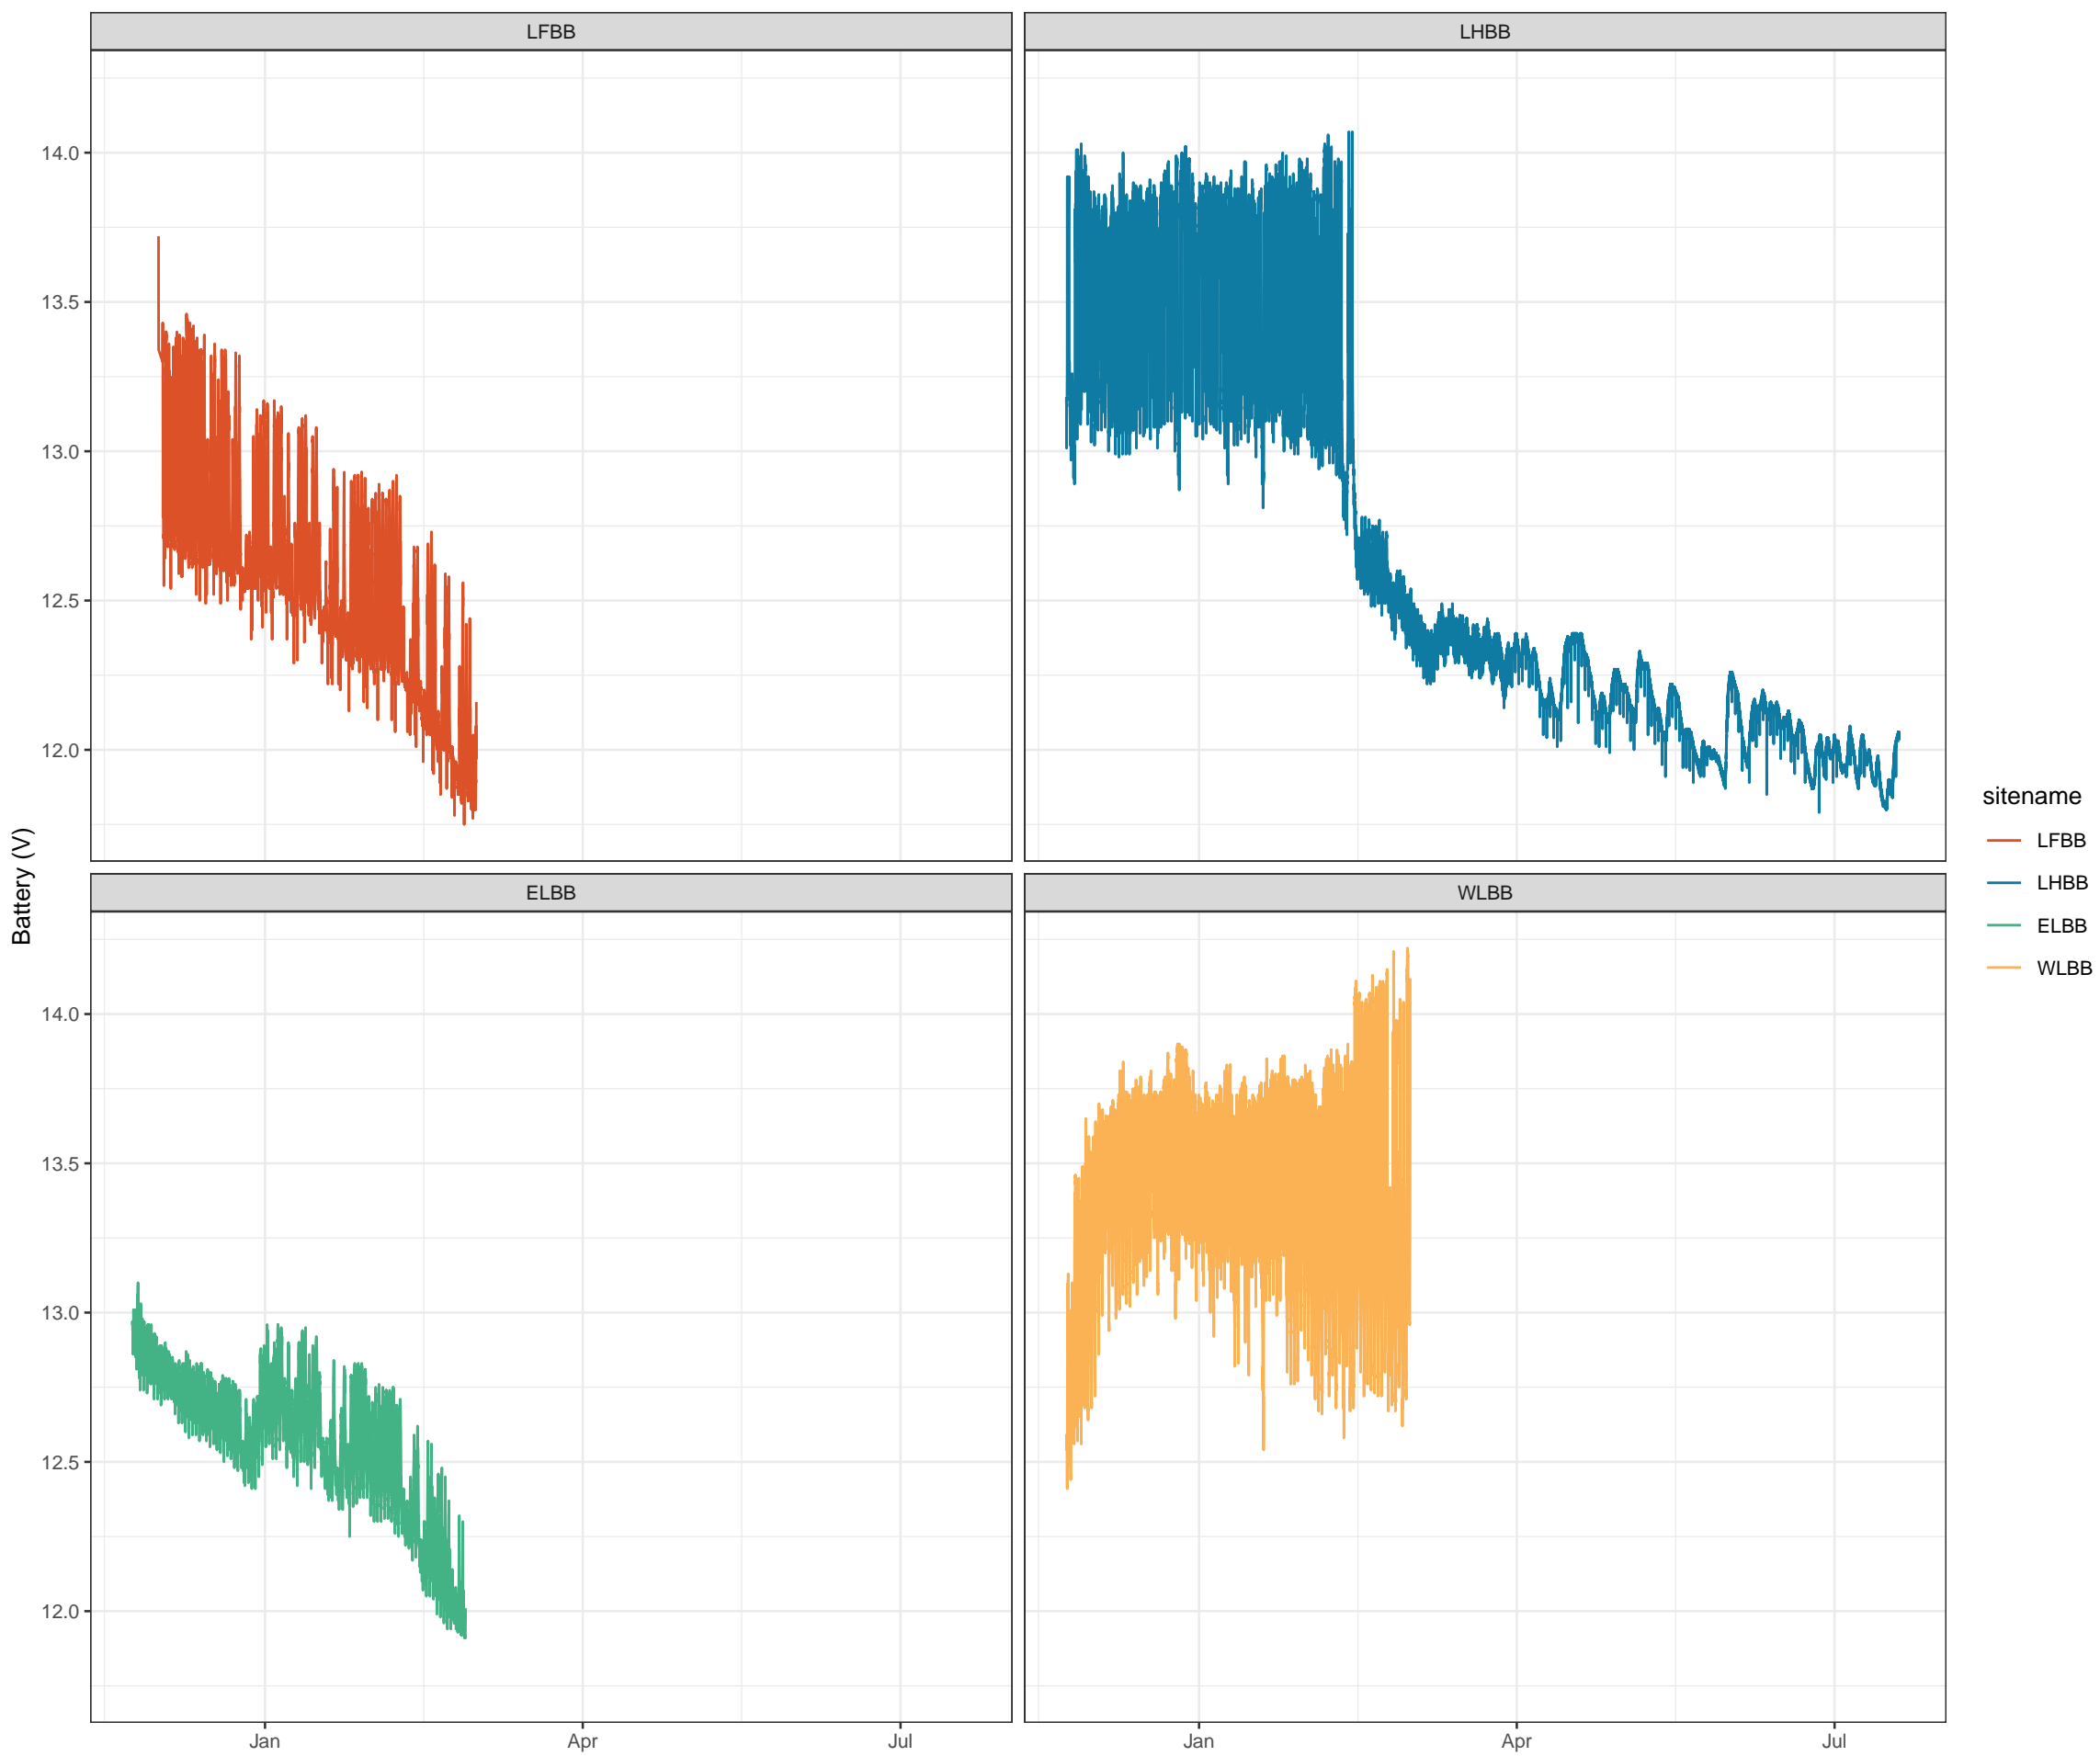 LFBB
LHBB
14.0
13.5
13.0
12.5
12.0
Battery (V)
ELBB
WLBB
14.0
13.5
13.0
12.5
12.0
Jan
Apr
Jul
Jan
Apr
Jul
sitename
LFBB
LHBB
ELBB
WLBB